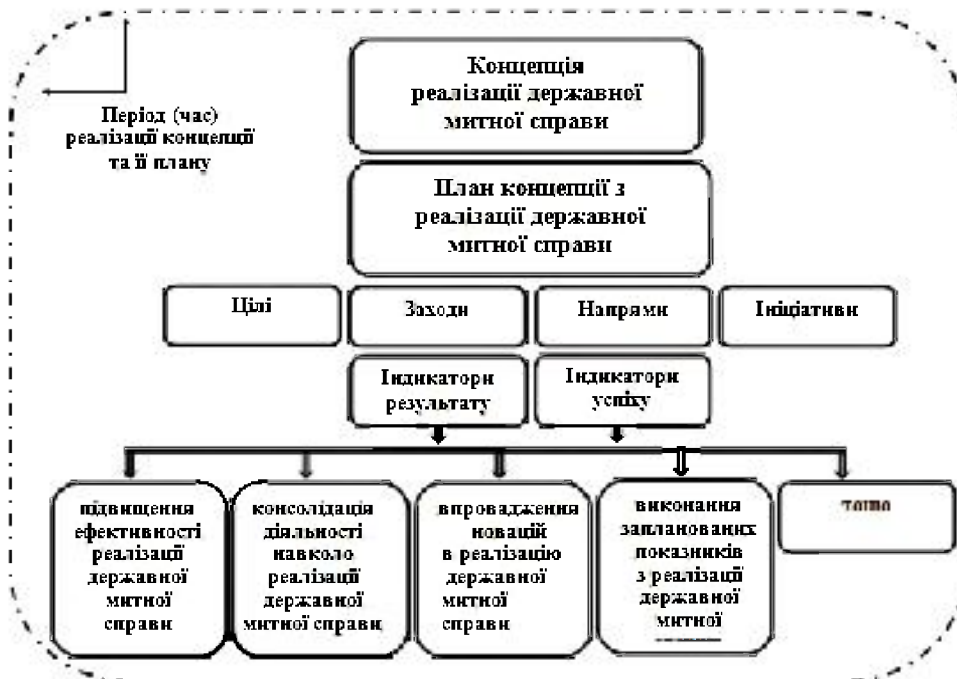 Концепція
реалізації державної
митної справи
Період (час)
реалізації концепції
та її плану
План концепції з
реалізації державної
митної справи
Цілі
Заходи
Напрями
Ініціативи
Індикатори
результату
Індикатори
успіху
підвищення
ефективності
реалізації
державної
митної
справи
консолідація
діяльності
навколо
реалізації
державної
митної справи
впровадження
новацій
в реалізацію
державної
митної
справи
виконання
запланованих
показників
з реалізації
державної
митної
тощо